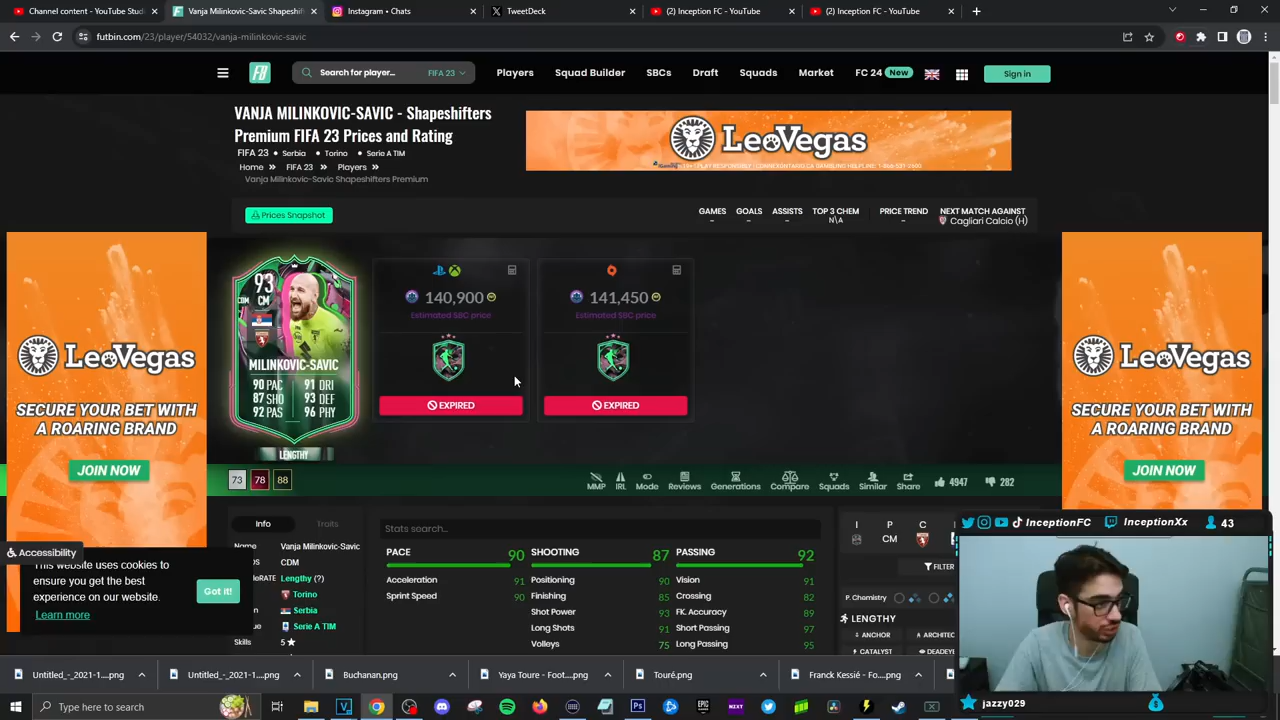 Channel content - YouTube Stud
Vanja Milinkovic-Savic Shapeshif
Instagram • Chats
TweetDeck
(2) Inception FC - YouTube
(2) Inception FC - YouTube
futbin.com/23/player/54032/vanja-milinkovic-savic
FB
Search for player...
FIFA 23
Players
Squad Builder
SBCs
Draft
Squads
Market
FC 24 New
Sign in
VANJA MILINKOVIC-SAVIC - Shapeshifters
Premium FIFA 23 Prices and Rating
FIFA 23 • Serbia • Torino • Serie A TIM
Home » FIFA 23 » Players »
Vanja Milinkovic-Savic Shapeshifters Premium
LeoVegas
Prices Snapshot
GAMES
-
GOALS
-
ASSISTS
-
TOP 3 CHEM
N\A
PRICE TREND
-
NEXT MATCH AGAINST
Cagliari Calcio (H)
93
CDM
CM
MILINKOVIC-SAVIC
90 PAC 91 DRI
87 SHO 93 DEF
92 PAS 96 PHY
LENGTHY
140,900
Estimated SBC price
EXPIRED
141,450
Estimated SBC price
EXPIRED
LeoVegas
SECURE YOUR BET WITH
A ROARING BRAND
JOIN NOW
LeoVegas
SECURE YOUR BET WITH
A ROARING BRAND
JOIN NOW
73 78 88
MMP
IRL
Mode
Reviews
Generations
Compare
Squads
Similar
Share
4947
282
Info
Traits
Name Vanja Milinkovic-Savic
CDM
Lengthy (?)
Torino
Serbia
Serie A TIM
Skills 5 ★
Stats search...
PACE 90
Acceleration 91
Sprint Speed 90
SHOOTING 87
Positioning 90
Finishing 85
Shot Power 93
Long Shots 91
Volleys 75
PASSING 92
Vision 91
Crossing 82
FK. Accuracy 89
Short Passing 97
Long Passing 95
I P C
CM
FILTER
P. Chemistry
LENGTHY
ANCHOR
ARCHITEC
CATALYST
DEADEYE
Accessibility
This website uses cookies to
ensure you get the best
experience on our website.
Learn more
Got it!
InceptionFC
InceptionXx
43
jazzy029
Untitled_-_2021-1....png
Untitled_-_2021-1....png
Buchanan.png
Yaya Toure - Foot....png
Touré.png
Franck Kessié - Fo....png
Type here to search